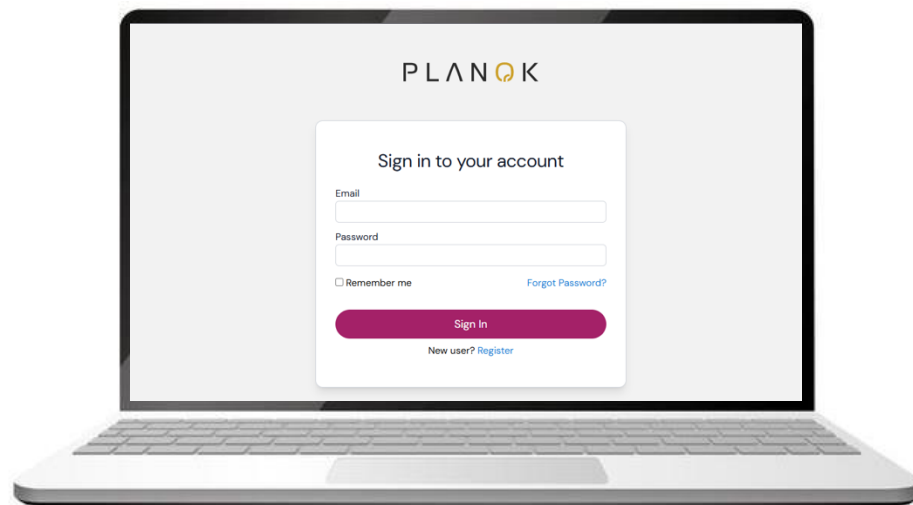 PLANOK
Sign in to your account
Email
Password
Remember me Forgot Password?
Sign In
New user? Register